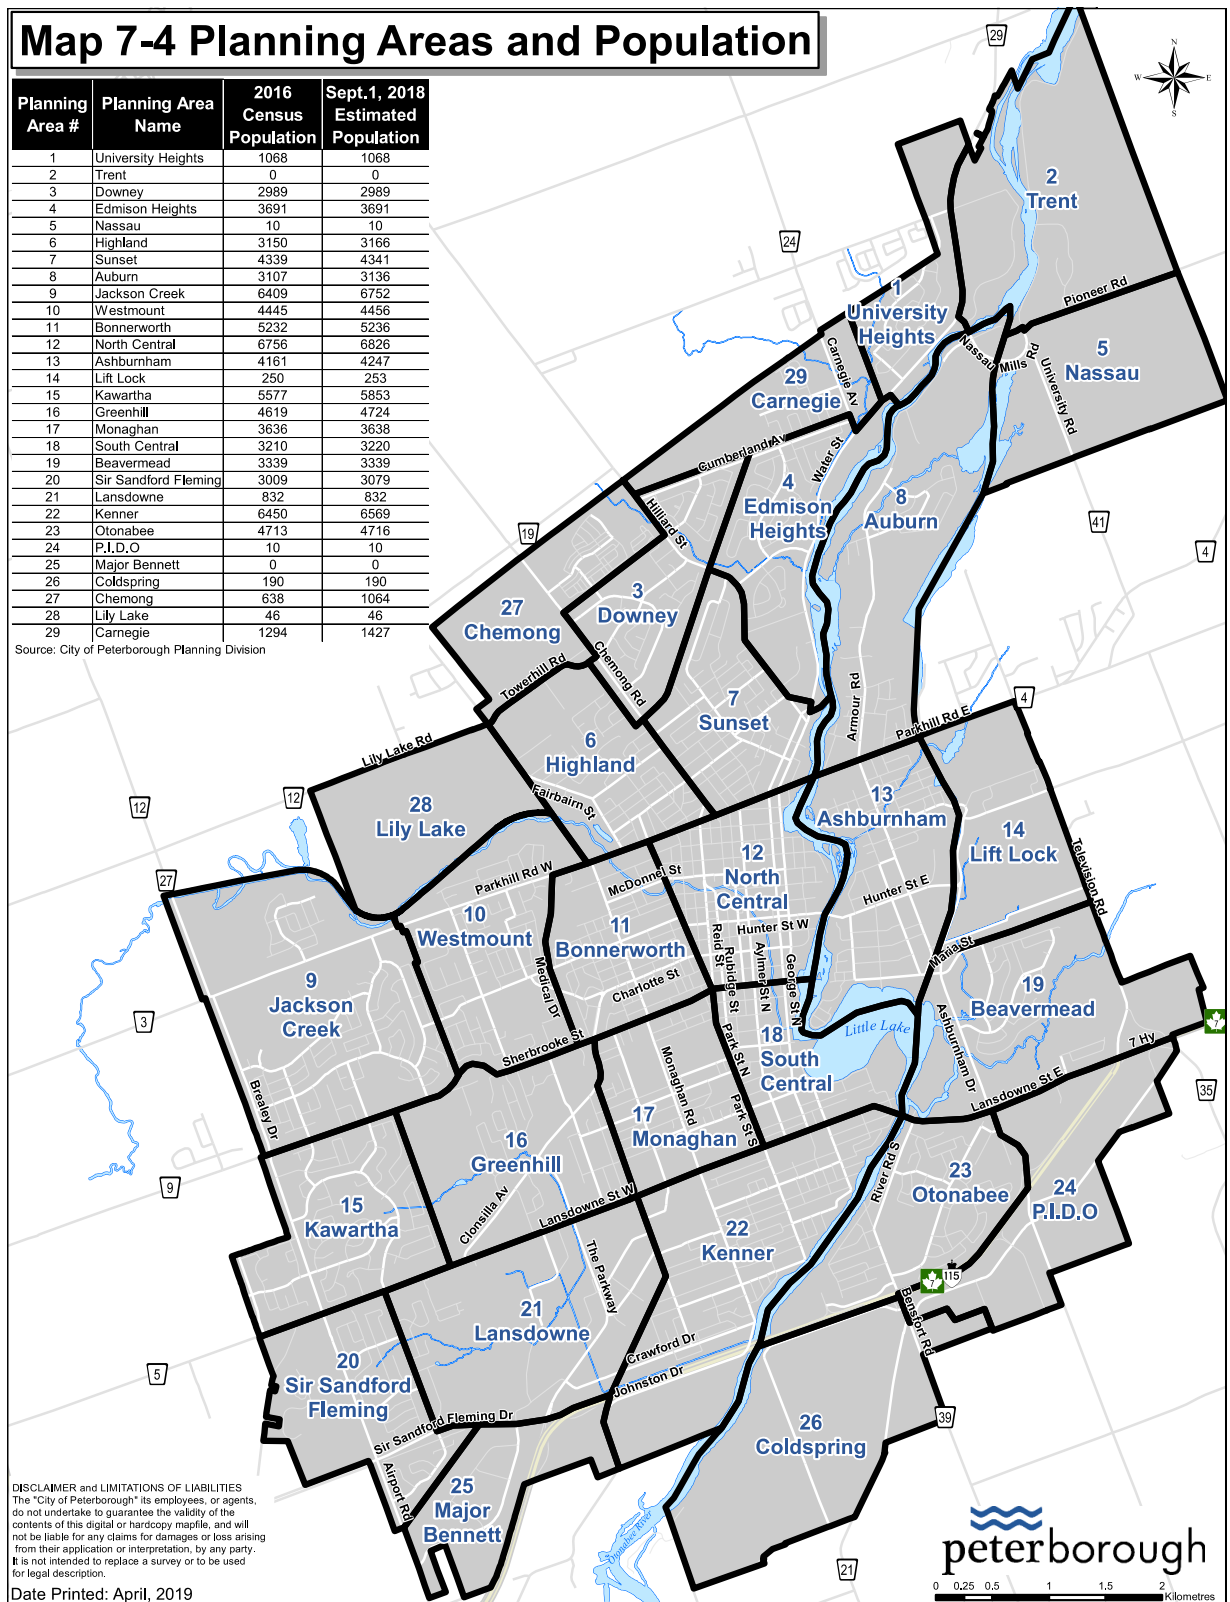 Map 7-4 Planning Areas and Population
Planning Area # Planning Area Name 2016 Census Population Sept.1, 2018 Estimated Population
1 University Heights 1068 1068
2 Trent 0 0
3 Downey 2989 2989
4 Edmison Heights 3691 3691
5 Nassau 10 10
6 Highland 3150 3166
7 Sunset 4339 4341
8 Auburn 3107 3136
9 Jackson Creek 6409 6752
10 Westmount 4445 4456
11 Bonnerworth 5232 5236
12 North Central 6756 6826
13 Ashburnham 4161 4247
14 Lift Lock 250 253
15 Kawartha 5577 5853
16 Greenhill 4619 4724
17 Monaghan 3636 3638
18 South Central 3210 3220
19 Beavermead 3339 3339
20 Sir Sandford Fleming 3009 3079
21 Lansdowne 832 832
22 Kenner 6450 6569
23 Otonabee 4713 4716
24 P.I.D.O 10 10
25 Major Bennett 0 0
26 Coldspring 190 190
27 Chemong 638 1064
28 Lily Lake 46 46
29 Carnegie 1294 1427
Source: City of Peterborough Planning Division
N
W
E
S
29
2
Trent
24
1
University
Heights
Pioneer Rd
Nassau
Mills Rd
University Rd
5
Nassau
Carnegie Av
29
Carnegie
Cumberland Av
Water St
4
Edmison
Heights
8
Auburn
Hilliard St
19
41
4
3
Downey
27
Chemong
Towerhill Rd
Chemong Rd
7
Sunset
Armour Rd
Parkhill Rd E
4
Lily Lake Rd
6
Highland
12
12
28
Lily Lake
Fairbairn St
13
Ashburnham
14
Lift Lock
Television Rd
27
Parkhill Rd W
McDonnel St
12
North
Central
Hunter St E
10
Westmount
11
Bonnerworth
Hunter St W
Reid St
Rubidge St
Aylmer St N
George St N
Maria St
Medical Dr
Charlotte St
9
Jackson
Creek
19
Beavermead
3
7
Sherbrooke St
Park St N
18
South
Central
Little Lake
Ashburnham Dr
7 Hy
Lansdowne St E
35
Brealey Dr
Monaghan Rd
Park St S
17
Monaghan
16
Greenhill
River Rd S
23
Otonabee
24
P.I.D.O
9
15
Kawartha
Clonsilla Av
Lansdowne St W
22
Kenner
The Parkway
7
115
Bensfort Rd
21
Lansdowne
Crawford Dr
Johnston Dr
5
20
Sir Sandford
Fleming
Sir Sandford Fleming Dr
26
Coldspring
39
Airport Rd
25
Major
Bennett
Otonabee River
21
DISCLAIMER and LIMITATIONS OF LIABILITIES
The "City of Peterborough" its employees, or agents,
do not undertake to guarantee the validity of the
contents of this digital or hardcopy mapfile, and will
not be liable for any claims for damages or loss arising
from their application or interpretation, by any party.
It is not intended to replace a survey or to be used
for legal description.
Date Printed: April, 2019
peterborough
0 0.25 0.5 1 1.5 2
Kilometres